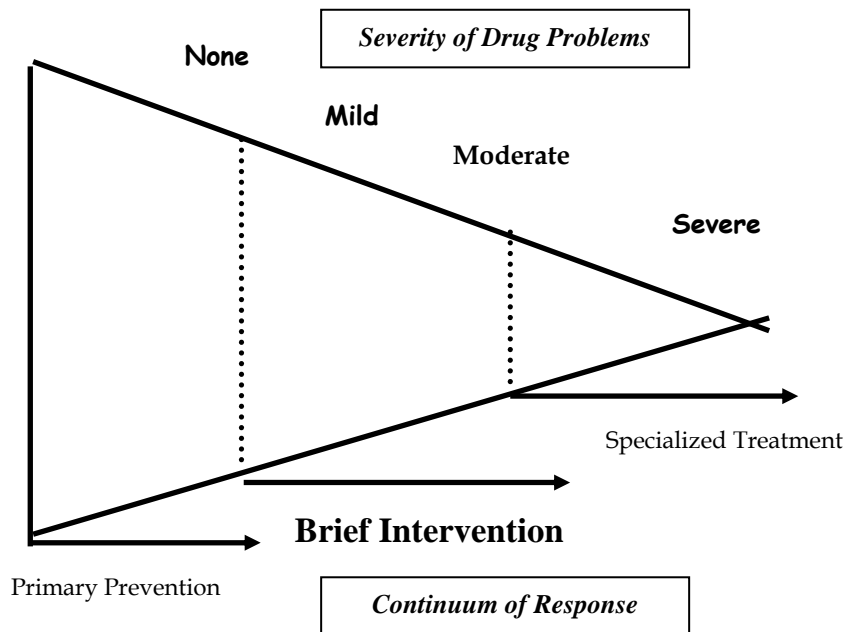 Severity of Drug Problems
None
Mild
Moderate
Severe
Specialized Treatment
Brief Intervention
Primary Prevention
Continuum of Response